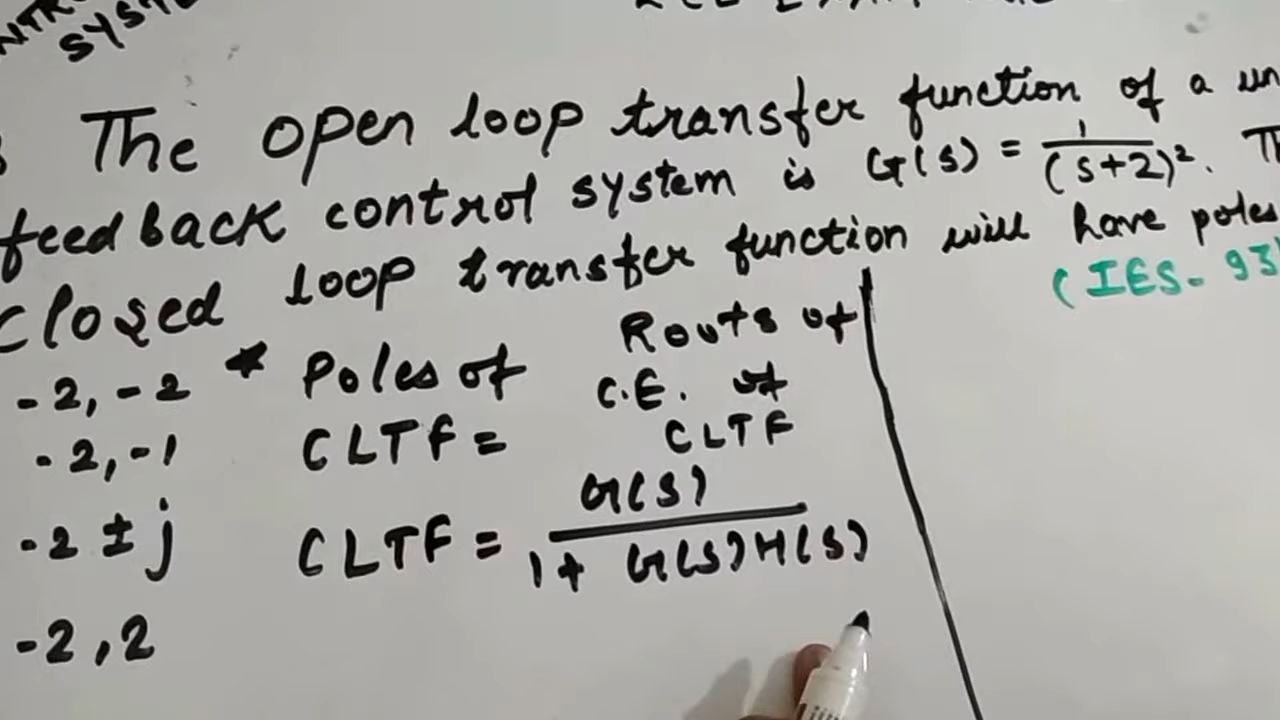 SYST
The open loop transfer function of a un
feedback control system is G(s) = 1/(s+2)². Th
closed loop transfer function will have poles
(IES-93)
-2, -2 * Poles of Roots of
-2, -1 CLTF = C.E. of CLTF
-2 ± j CLTF = G(s)/1+ G(s)H(s)
-2, 2